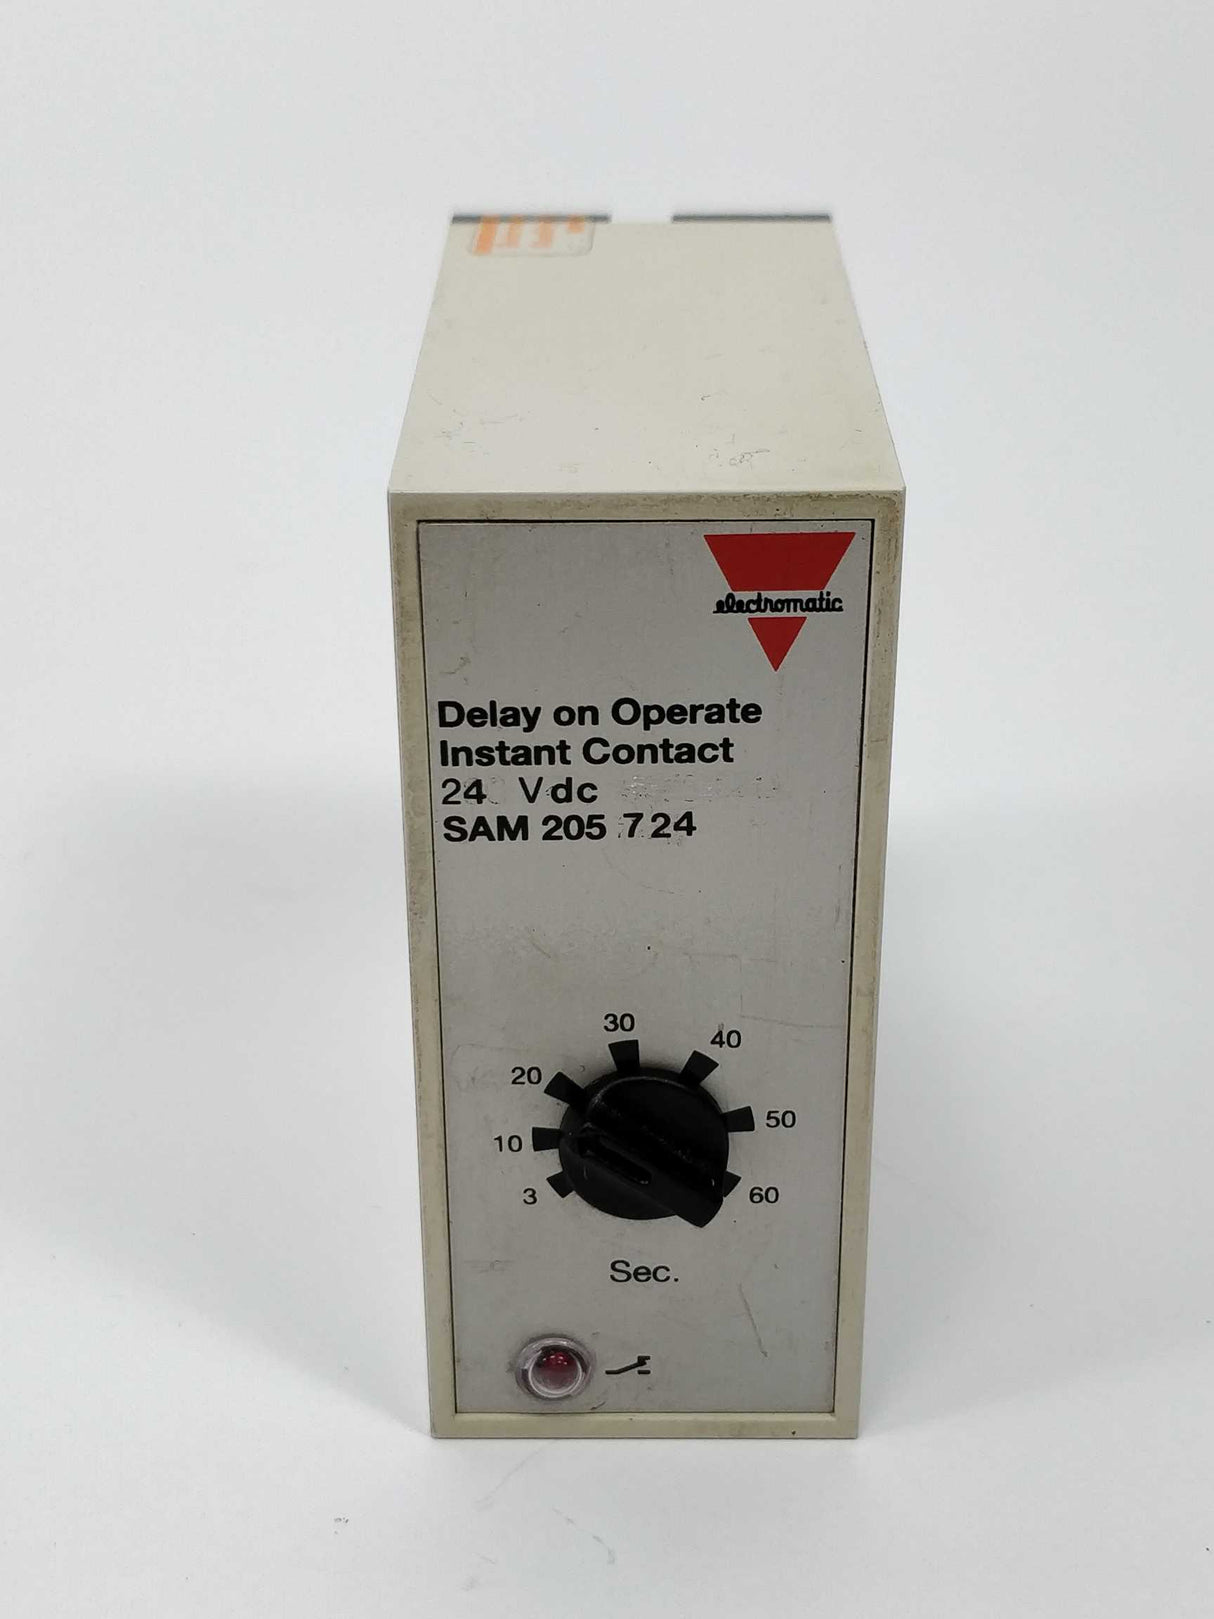 electromatic
Delay on Operate
Instant Contact
24 Vdc
SAM 205 724
30
40
20
50
10
3
60
Sec.